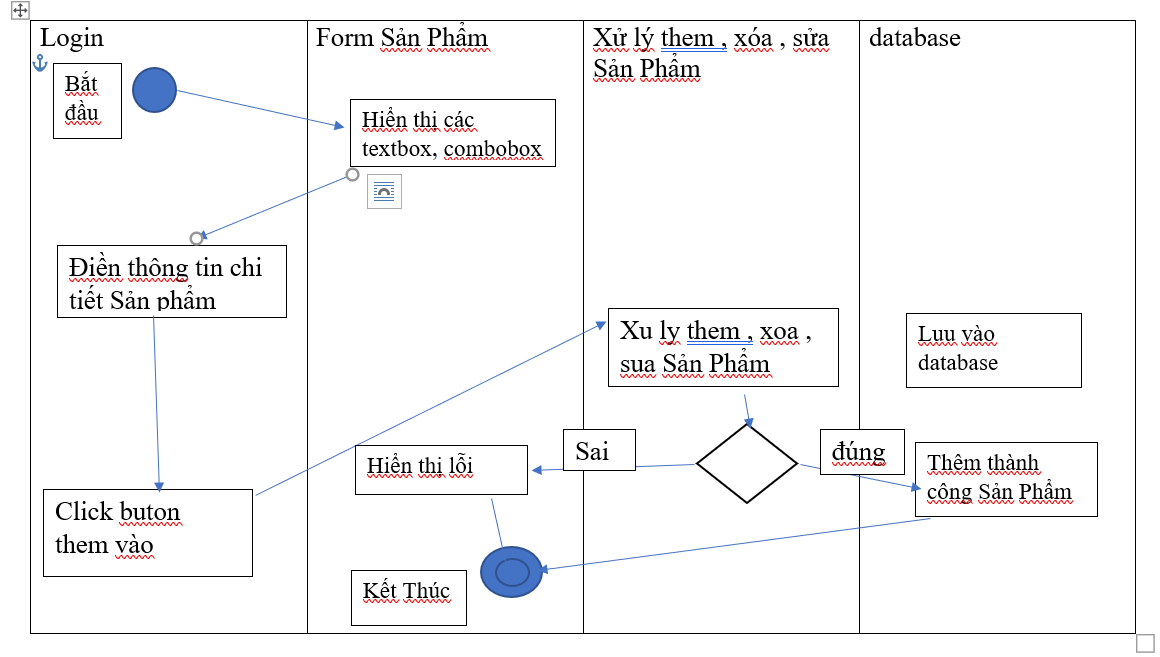 Login
Form Sản Phẩm
Xử lý them , xóa , sửa
Sản Phẩm
database
Bắt
đầu
Hiển thị các
textbox, combobox
Điền thông tin chi
tiết Sản phẩm
Xu ly them , xoa ,
sua Sản Phẩm
Luu vào
database
Sai
đúng
Hiển thị lỗi
Thêm thành
công Sản Phẩm
Click buton
them vào
Kết Thúc